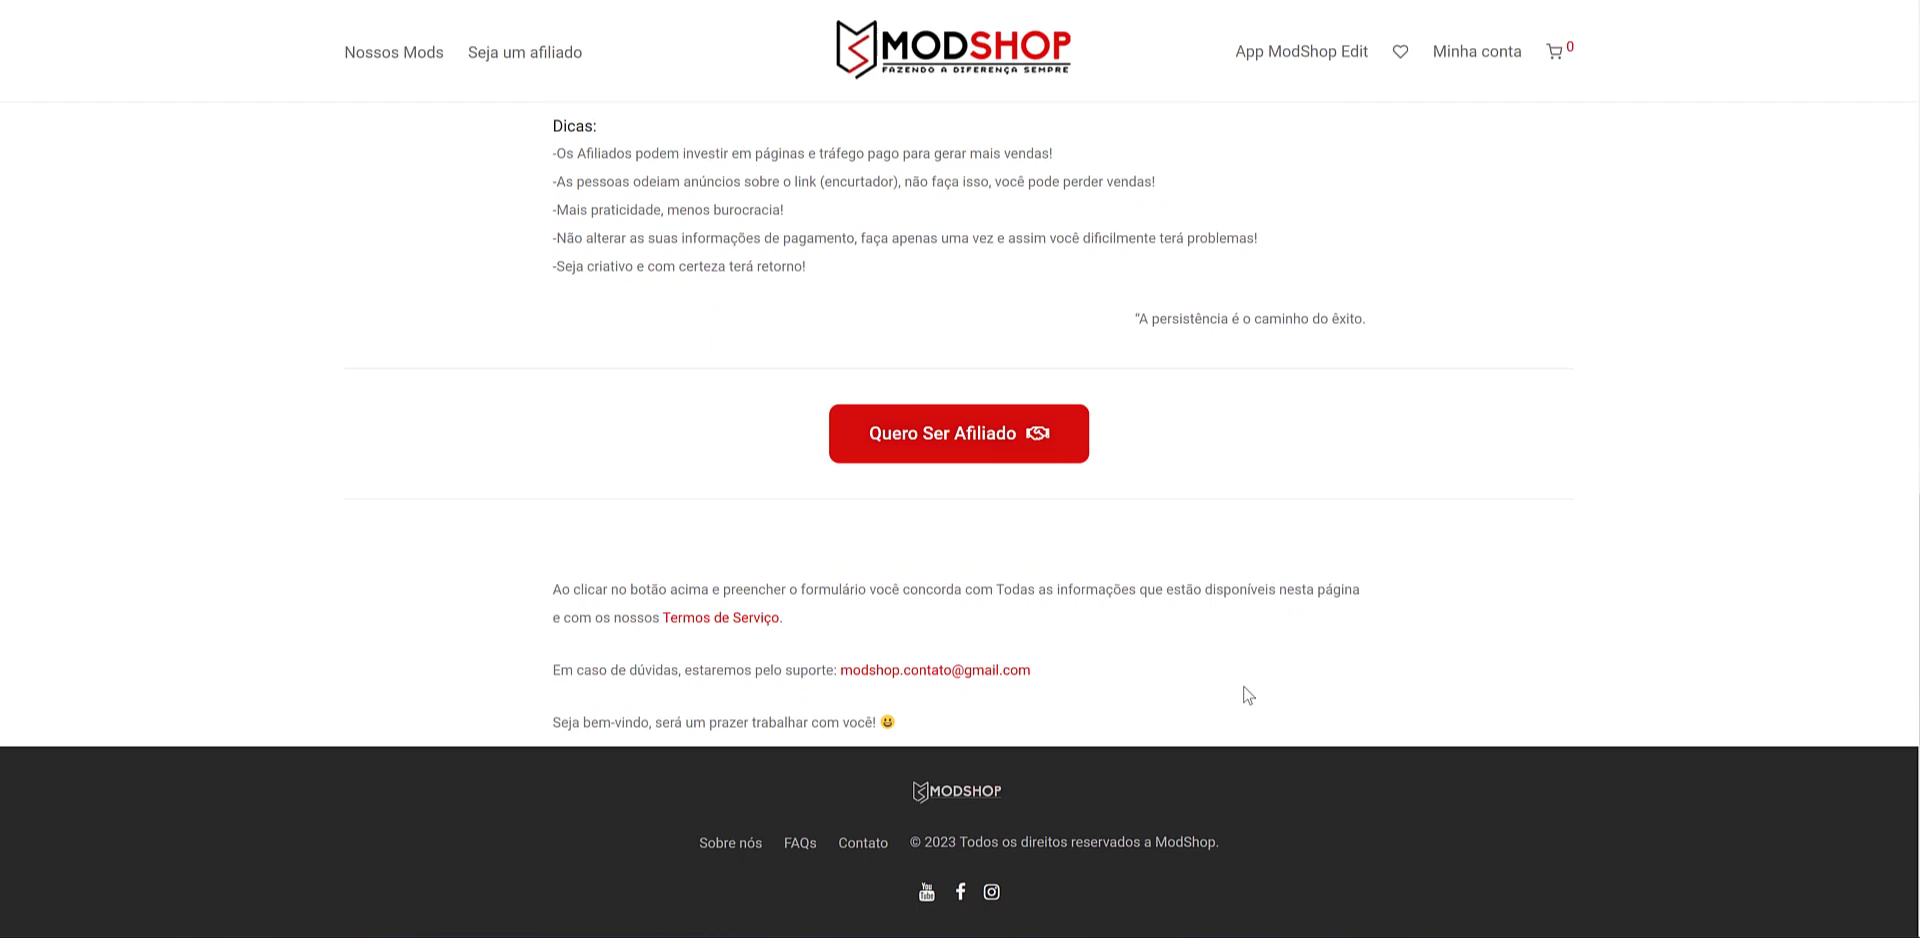 Nossos Mods
Seja um afiliado
MODSHOP
FAZENDO A DIFERENÇA SEMPRE
App ModShop Edit
Minha conta
0
Dicas:
-Os Afiliados podem investir em páginas e tráfego pago para gerar mais vendas!
-As pessoas odeiam anúncios sobre o link (encurtador), não faça isso, você pode perder vendas!
-Mais praticidade, menos burocracia!
-Não alterar as suas informações de pagamento, faça apenas uma vez e assim você dificilmente terá problemas!
-Seja criativo e com certeza terá retorno!
“A persistência é o caminho do êxito.
Quero Ser Afiliado
Ao clicar no botão acima e preencher o formulário você concorda com Todas as informações que estão disponíveis nesta página
e com os nossos Termos de Serviço.
Em caso de dúvidas, estaremos pelo suporte: modshop.contato@gmail.com
Seja bem-vindo, será um prazer trabalhar com você! 😃
MODSHOP
Sobre nós
FAQs
Contato
© 2023 Todos os direitos reservados a ModShop.
You Tube